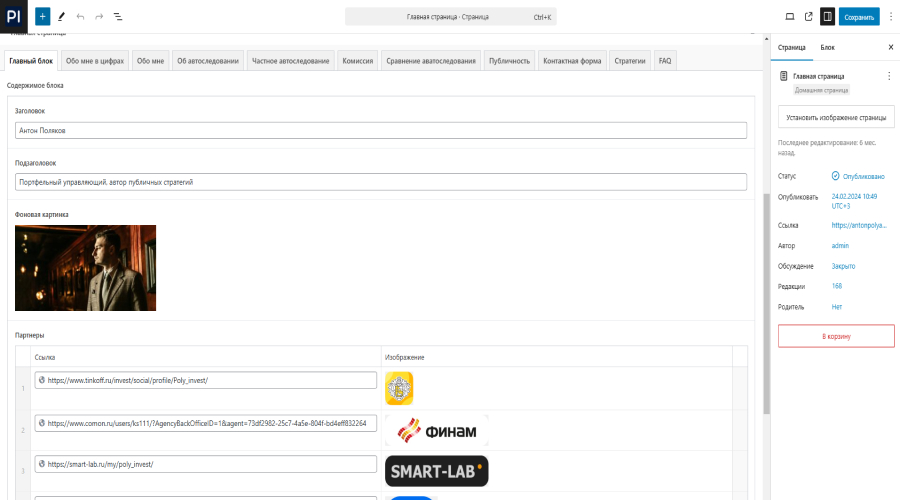 PI
Главная страница · Страница
Ctrl+K
Сохранить
Главная страница
Главный блок
Обо мне в цифрах
Обо мне
Об автоследовании
Частное автоследование
Комиссия
Сравнение аватоследования
Публичность
Контактная форма
Стратегии
FAQ
Содержимое блока
Заголовок
Антон Поляков
Подзаголовок
Портфельный управляющий, автор публичных стратегий
Фоновая картинка
Партнеры
Ссылка
Изображение
1
https://www.tinkoff.ru/invest/social/profile/Poly_invest/
2
https://www.comon.ru/users/ks111/?AgencyBackOfficeID=1&agent=73df2982-25c7-4a5e-804f-bd4eff832264
ФИНАМ
3
https://smart-lab.ru/my/poly_invest/
SMART-LAB
Страница
Блок
Главная страница
Домашняя страница
Установить изображение страницы
Последнее редактирование: 6 мес.
назад.
Статус
Опубликовано
Опубликовать
24.02.2024 10:49
UTC+3
Ссылка
https://antonpolya...
Автор
admin
Обсуждение
Закрыто
Редакции
168
Родитель
Нет
В корзину